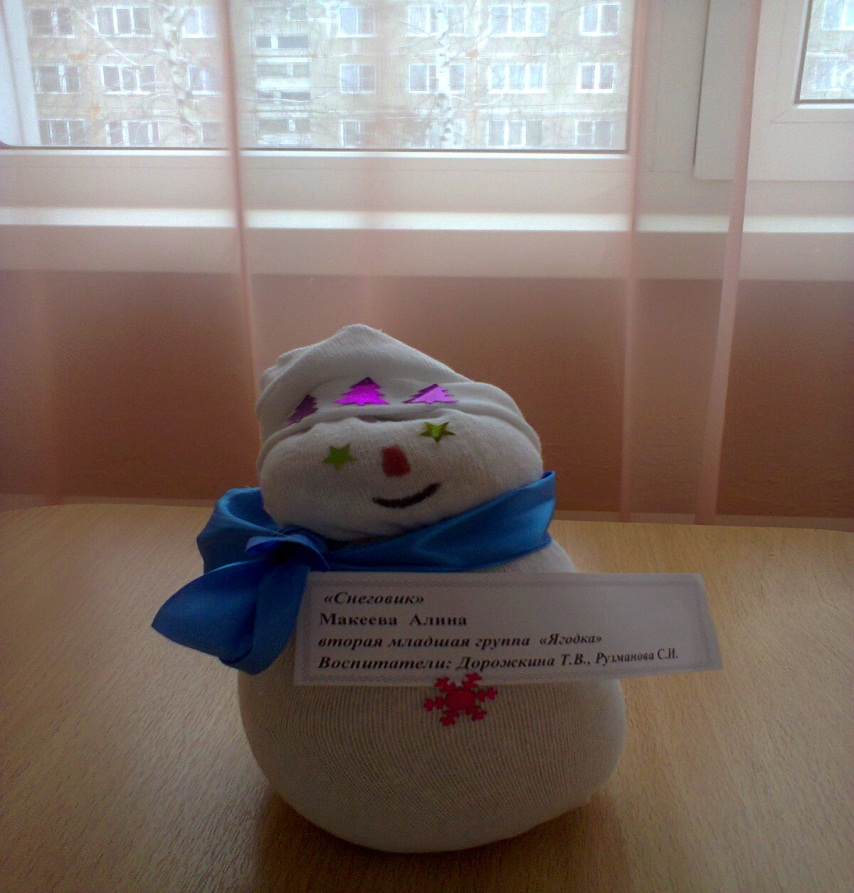 «Снеговик»
Макеева Алина
вторая младшая группа «Ягодка»
Воспитатели: Дорожкина Т.В., Рузманова С.И.